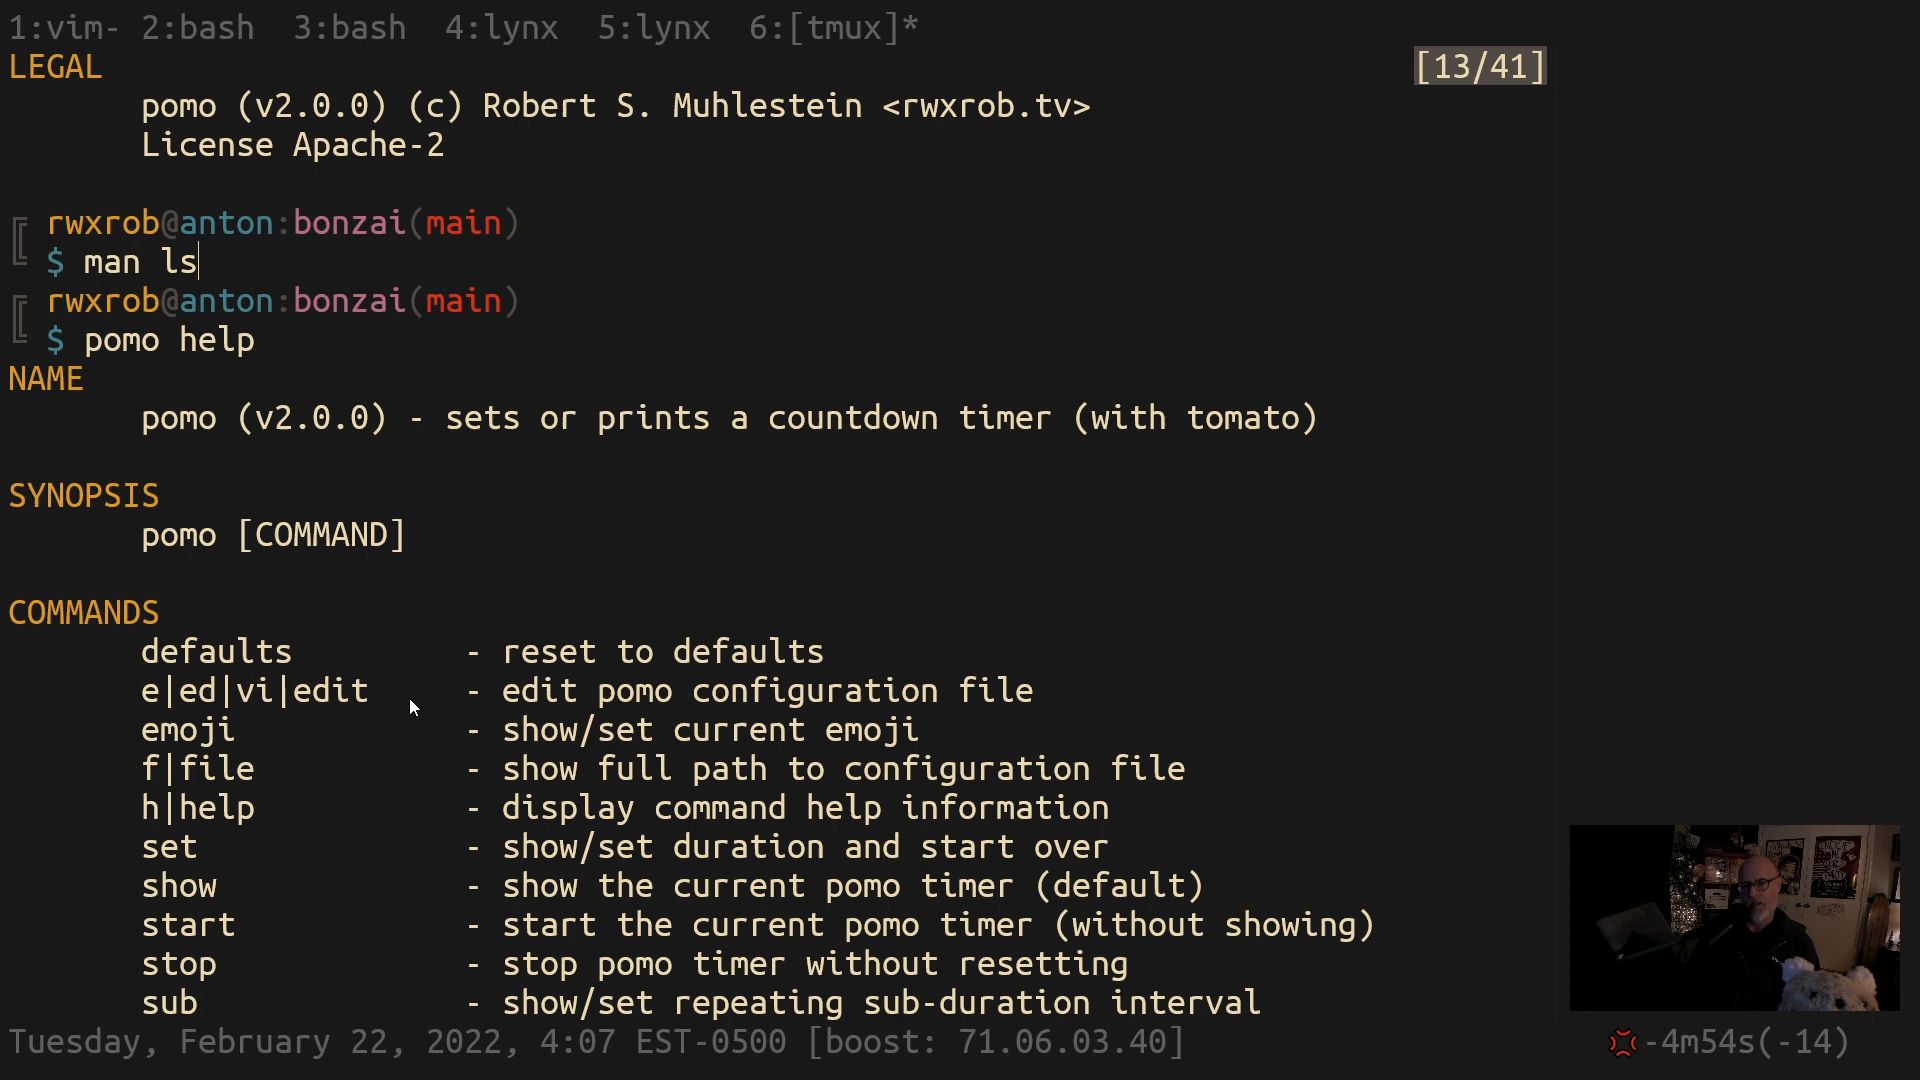 1:vim- 2:bash  3:bash  4:lynx  5:lynx  6:[tmux]*
LEGAL [13/41]
pomo (v2.0.0) (c) Robert S. Muhlestein <rwxrob.tv>
License Apache-2
rwxrob@anton:bonzai(main)
$ man ls
rwxrob@anton:bonzai(main)
$ pomo help
NAME
pomo (v2.0.0) - sets or prints a countdown timer (with tomato)
SYNOPSIS
pomo [COMMAND]
COMMANDS
defaults - reset to defaults
e|ed|vi|edit - edit pomo configuration file
emoji - show/set current emoji
f|file - show full path to configuration file
h|help - display command help information
set - show/set duration and start over
show - show the current pomo timer (default)
start - start the current pomo timer (without showing)
stop - stop pomo timer without resetting
sub - show/set repeating sub-duration interval
Tuesday, February 22, 2022, 4:07 EST-0500 [boost: 71.06.03.40] 💢-4m54s(-14)